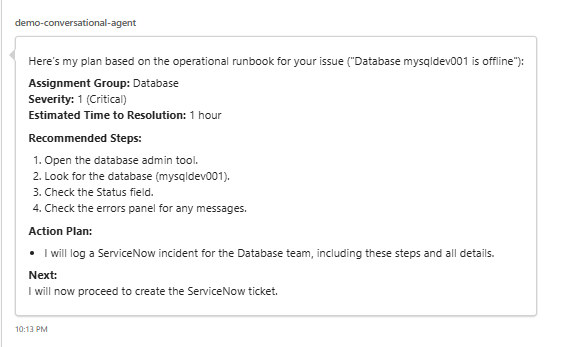 demo-conversational-agent
Here's my plan based on the operational runbook for your issue ("Database mysqldev001 is offline"):
Assignment Group: Database
Severity: 1 (Critical)
Estimated Time to Resolution: 1 hour
Recommended Steps:
1. Open the database admin tool.
2. Look for the database (mysqldev001).
3. Check the Status field.
4. Check the errors panel for any messages.
Action Plan:
• I will log a ServiceNow incident for the Database team, including these steps and all details.
Next:
I will now proceed to create the ServiceNow ticket.
10:13 PM